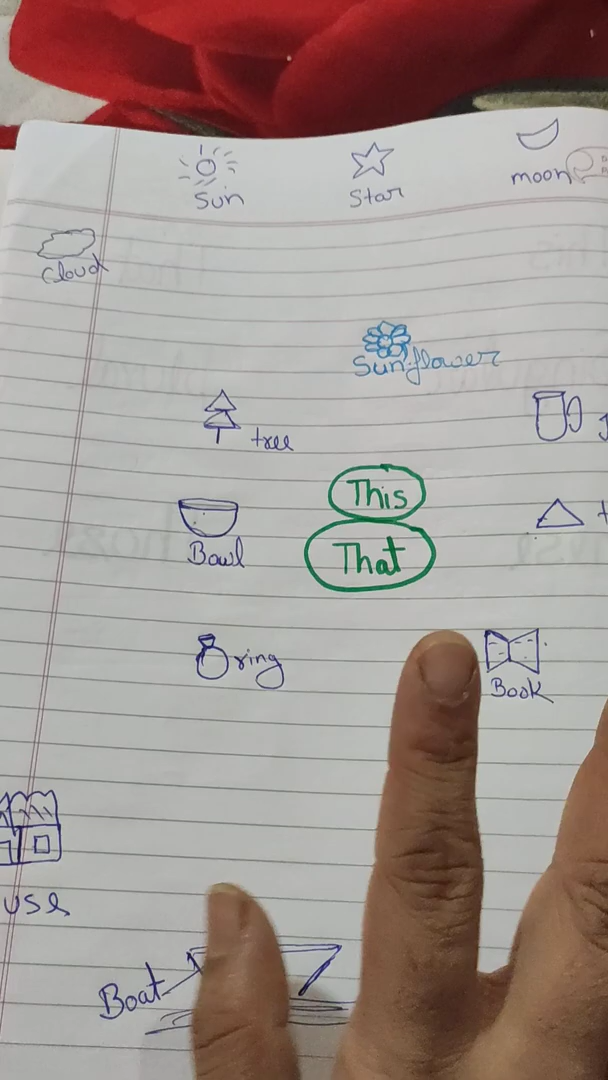 Sun
Star
moon
Cloud
Sunflower
tree
This
Bowl
That
ring
Book
Boat